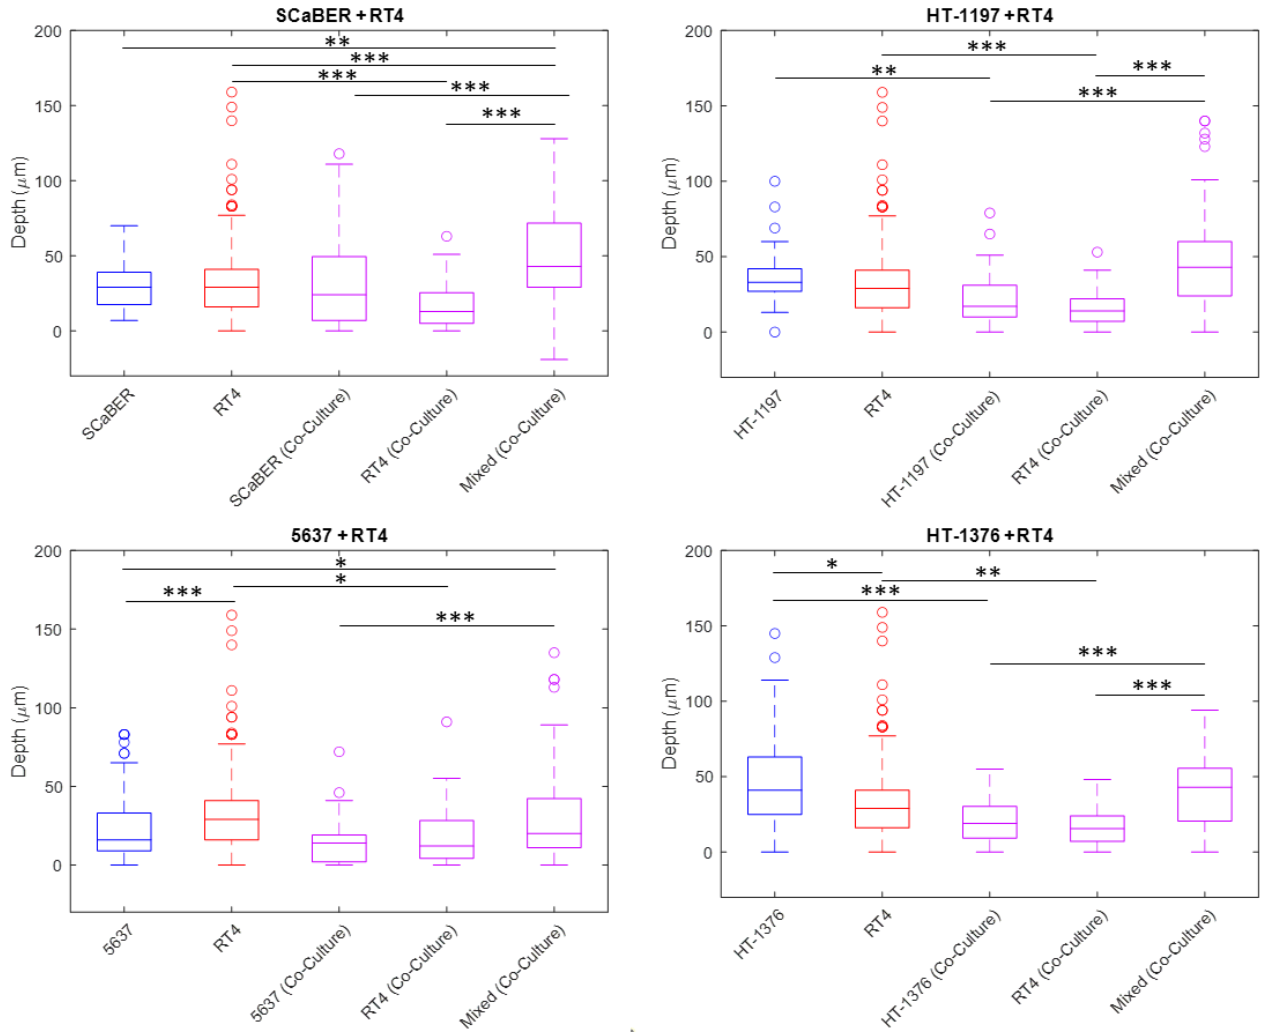 SCaBER + RT4
200
150
100
50
0
Depth (μm)
**
***
***
***
***
SCaBER
RT4
SCaBER (Co-Culture)
RT4 (Co-Culture)
Mixed (Co-Culture)
HT-1197 +RT4
200
150
100
50
0
Depth (μm)
***
***
**
***
HT-1197
RT4
HT-1197 (Co-Culture)
RT4 (Co-Culture)
Mixed (Co-Culture)
5637 + RT4
200
150
100
50
0
Depth (μm)
*
*
***
***
5637
RT4
5637 (Co-Culture)
RT4 (Co-Culture)
Mixed (Co-Culture)
HT-1376 +RT4
200
150
100
50
0
Depth (μm)
*
**
***
***
***
HT-1376
RT4
HT-1376 (Co-Culture)
RT4 (Co-Culture)
Mixed (Co-Culture)